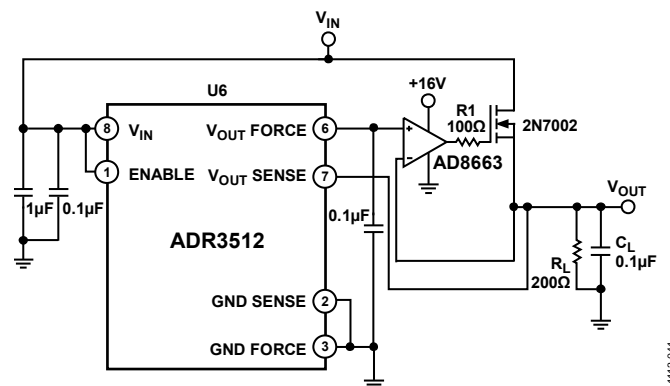 V_IN
U6
+16V
8
V_IN
V_OUT FORCE
6
+
–
R1
100Ω
2N7002
AD8663
1
ENABLE
V_OUT SENSE
7
V_OUT
1µF
0.1µF
0.1µF
ADR3512
R_L
200Ω
C_L
0.1µF
GND SENSE
2
GND FORCE
3